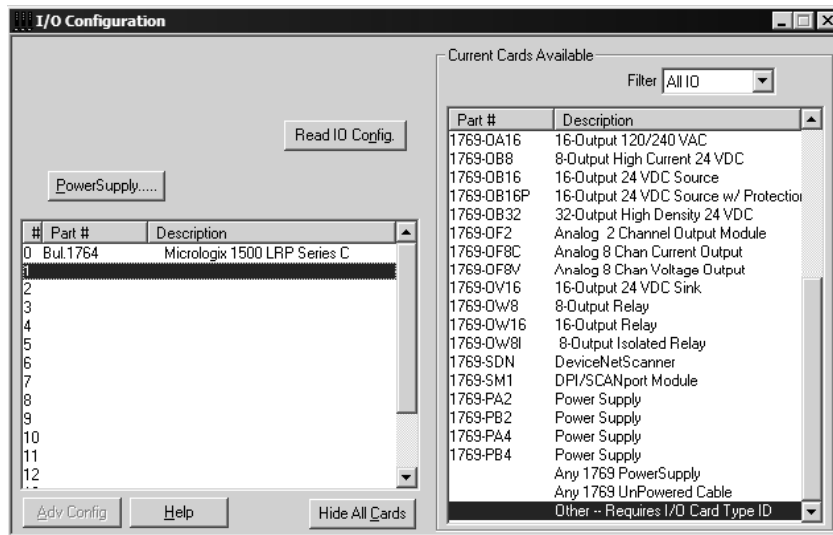 I/O Configuration
Read IO Config.
PowerSupply.....
# Part # Description
0 Bul.1764 Micrologix 1500 LRP Series C
1
2
3
4
5
6
7
8
9
10
11
12
Adv Config Help Hide All Cards
Current Cards Available
Filter All IO
Part # Description
1769-OA16 16-Output 120/240 VAC
1769-OB8 8-Output High Current 24 VDC
1769-OB16 16-Output 24 VDC Source
1769-OB16P 16-Output 24 VDC Source w/ Protection
1769-OB32 32-Output High Density 24 VDC
1769-OF2 Analog 2 Channel Output Module
1769-OF8C Analog 8 Chan Current Output
1769-OF8V Analog 8 Chan Voltage Output
1769-OV16 16-Output 24 VDC Sink
1769-OW8 8-Output Relay
1769-OW16 16-Output Relay
1769-OW8I 8-Output Isolated Relay
1769-SDN DeviceNetScanner
1769-SM1 DPI/SCANport Module
1769-PA2 Power Supply
1769-PB2 Power Supply
1769-PA4 Power Supply
1769-PB4 Power Supply
Any 1769 PowerSupply
Any 1769 UnPowered Cable
Other -- Requires I/O Card Type ID